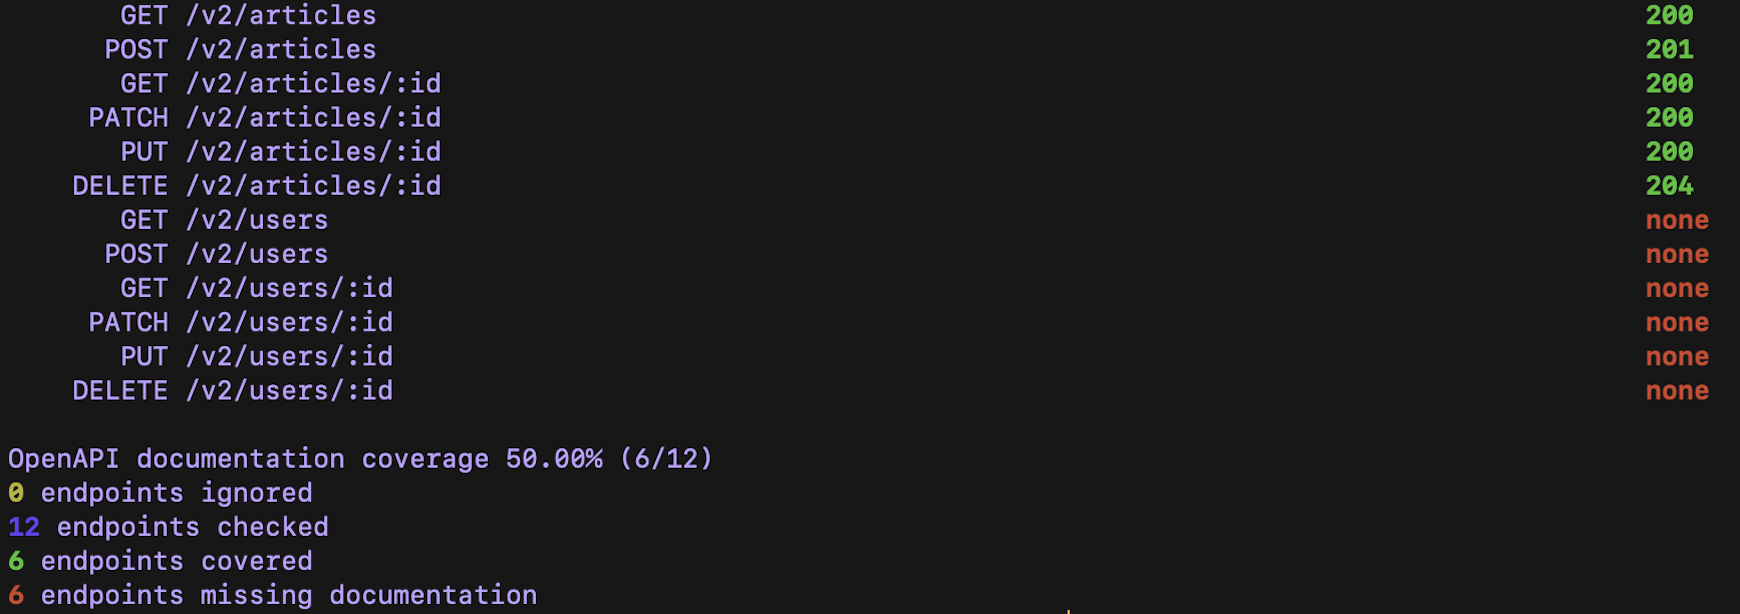 GET /v2/articles 200
POST /v2/articles 201
GET /v2/articles/:id 200
PATCH /v2/articles/:id 200
PUT /v2/articles/:id 200
DELETE /v2/articles/:id 204
GET /v2/users none
POST /v2/users none
GET /v2/users/:id none
PATCH /v2/users/:id none
PUT /v2/users/:id none
DELETE /v2/users/:id none
OpenAPI documentation coverage 50.00% (6/12)
0 endpoints ignored
12 endpoints checked
6 endpoints covered
6 endpoints missing documentation